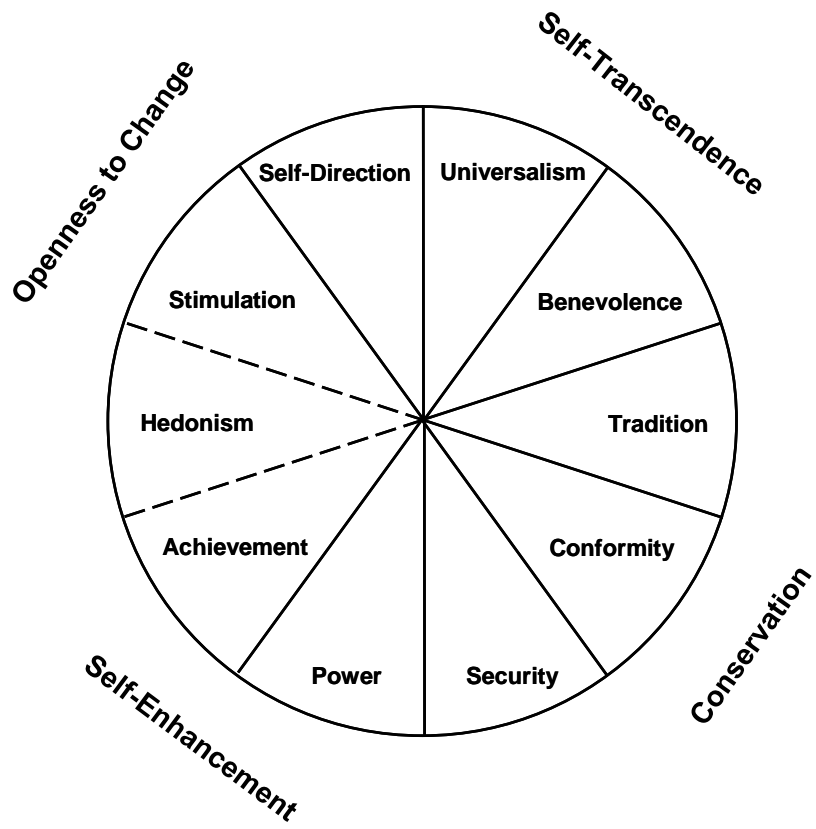 Self-Transcendence
Openness to Change
Self-Direction
Universalism
Stimulation
Benevolence
Hedonism
Tradition
Achievement
Conformity
Power
Security
Conservation
Self-Enhancement